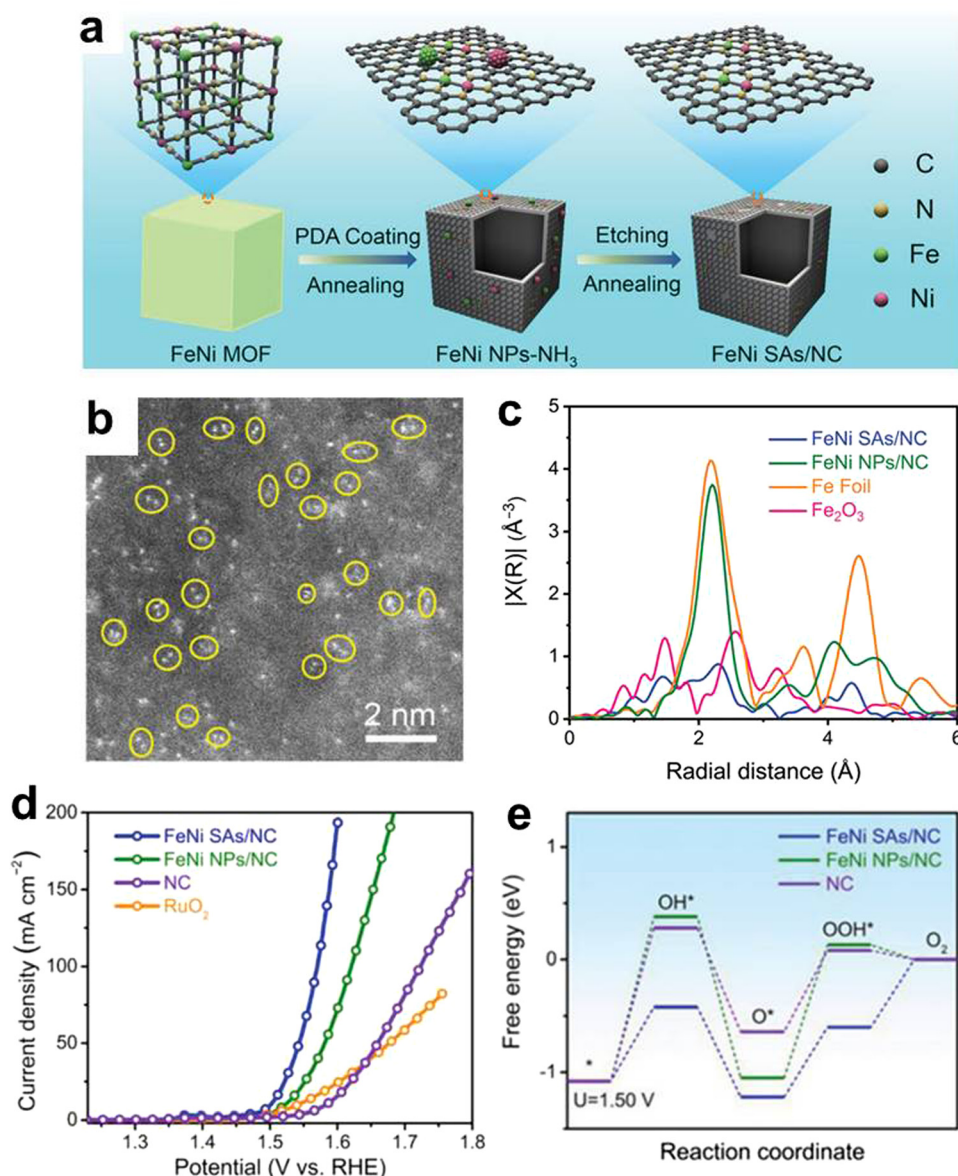 a
C
N
Fe
Ni
PDA Coating
Annealing
Etching
Annealing
FeNi MOF
FeNi NPs-NH₃
FeNi SAs/NC
b
2 nm
c
5
4
3
2
1
0
|X(R)| (Å⁻³)
FeNi SAs/NC
FeNi NPs/NC
Fe Foil
Fe₂O₃
0 2 4 6
Radial distance (Å)
d
200
150
100
50
0
Current density (mA cm⁻²)
FeNi SAs/NC
FeNi NPs/NC
NC
RuO₂
1.3 1.4 1.5 1.6 1.7 1.8
Potential (V vs. RHE)
e
1
0
-1
Free energy (eV)
FeNi SAs/NC
FeNi NPs/NC
NC
*
OH*
O*
OOH*
O₂
U=1.50 V
Reaction coordinate